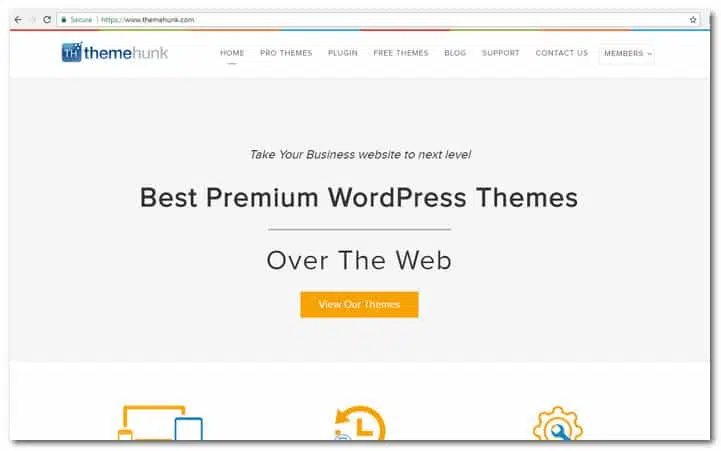 Secure | https://www.themehunk.com
TH themehunk HOME PRO THEMES PLUGIN FREE THEMES BLOG SUPPORT CONTACT US MEMBERS
Take Your Business website to next level
Best Premium WordPress Themes
Over The Web
View Our Themes